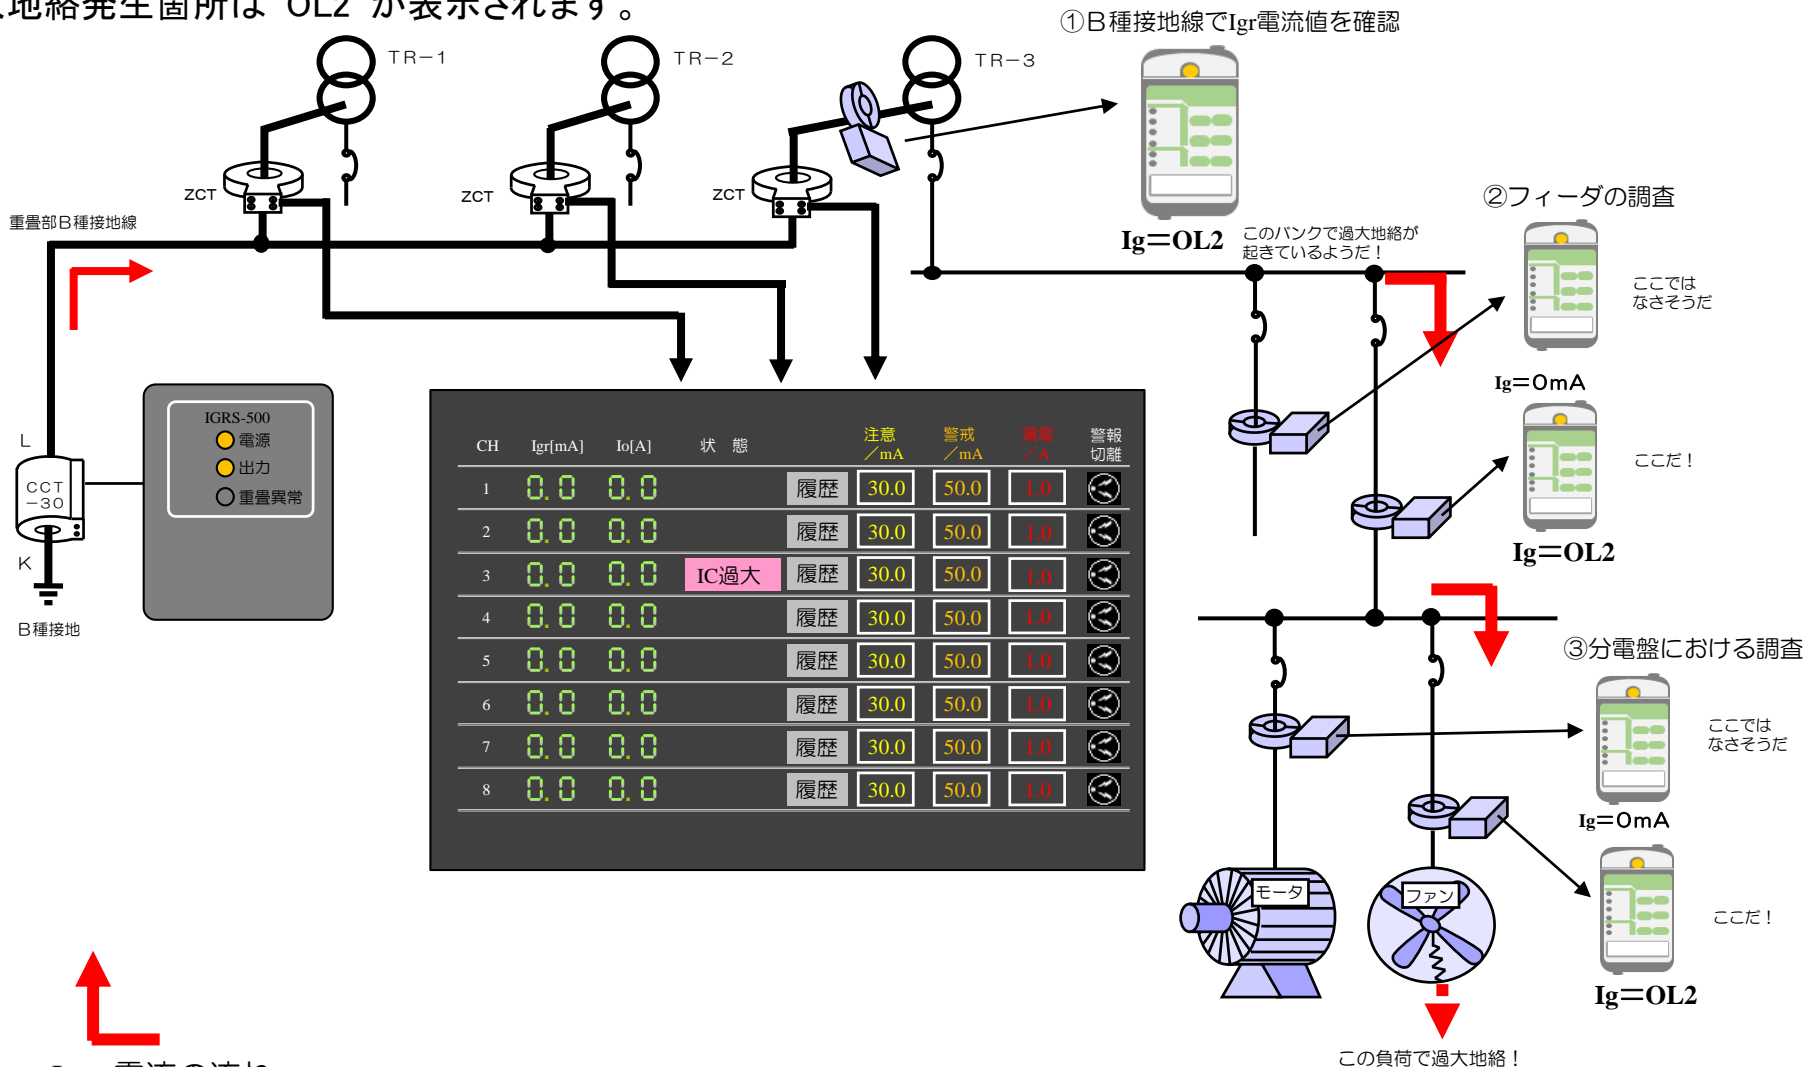 地絡発生箇所は"OL2"が表示されます。
①Ｂ種接地線でIgr電流値を確認
TR−1
TR−2
TR−3
ZCT
ZCT
ZCT
重畳部Ｂ種接地線
Ig＝OL2
このバンクで過大地絡が
起きているようだ！
②フィーダの調査
ここでは
なさそうだ
Ig＝0mA
ここだ！
Ig＝OL2
L
CCT
−30
K
Ｂ種接地
IGRS-500
電源
出力
重畳異常
CH Igr[mA] Io[A] 状 態 注意／mA 警戒／mA 漏電／A 警報切離
1 0.0 0.0 履歴 30.0 50.0 1.0
2 0.0 0.0 履歴 30.0 50.0 1.0
3 0.0 0.0 IC過大 履歴 30.0 50.0 1.0
4 0.0 0.0 履歴 30.0 50.0 1.0
5 0.0 0.0 履歴 30.0 50.0 1.0
6 0.0 0.0 履歴 30.0 50.0 1.0
7 0.0 0.0 履歴 30.0 50.0 1.0
8 0.0 0.0 履歴 30.0 50.0 1.0
③分電盤における調査
ここでは
なさそうだ
Ig＝0mA
ここだ！
Ig＝OL2
モータ
ファン
この負荷で過大地絡！
電流の流れ